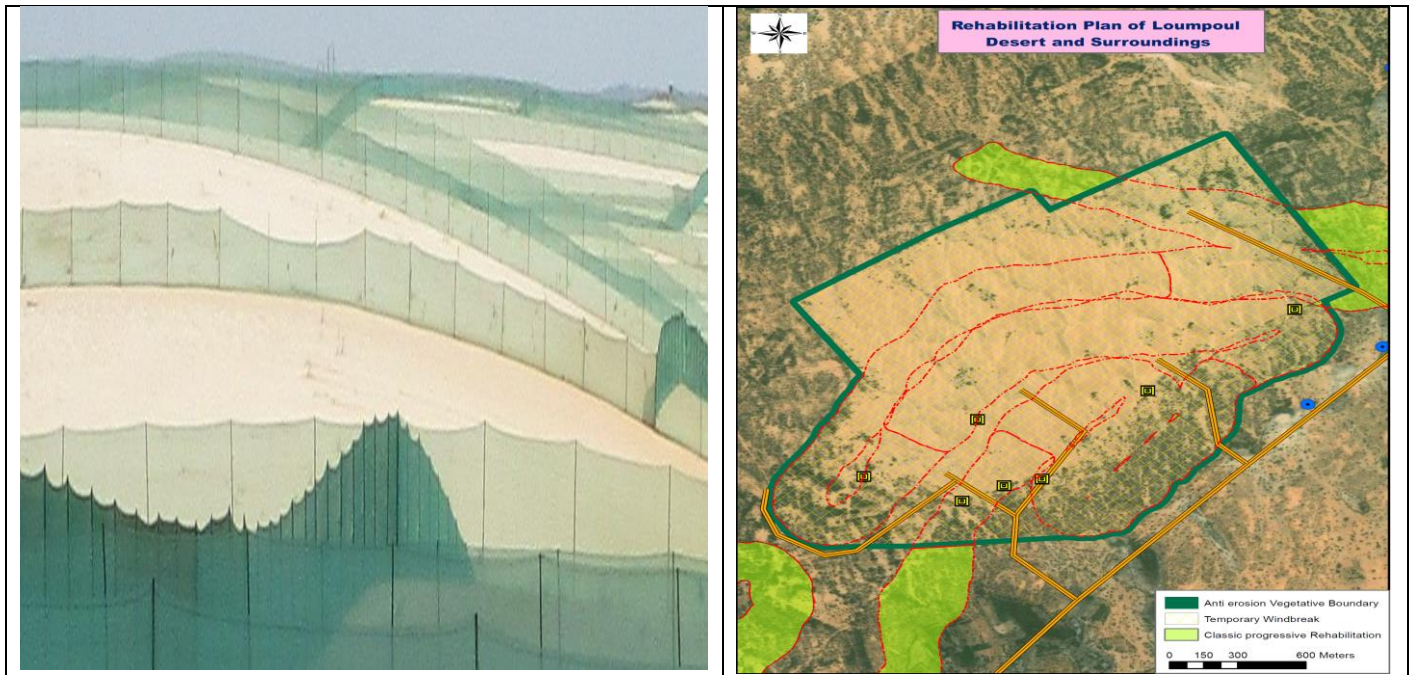 Rehabilitation Plan of Loumpoul
Desert and Surroundings
Anti erosion Vegetative Boundary
Temporary Windbreak
Classic progressive Rehabilitation
0 150 300 600 Meters